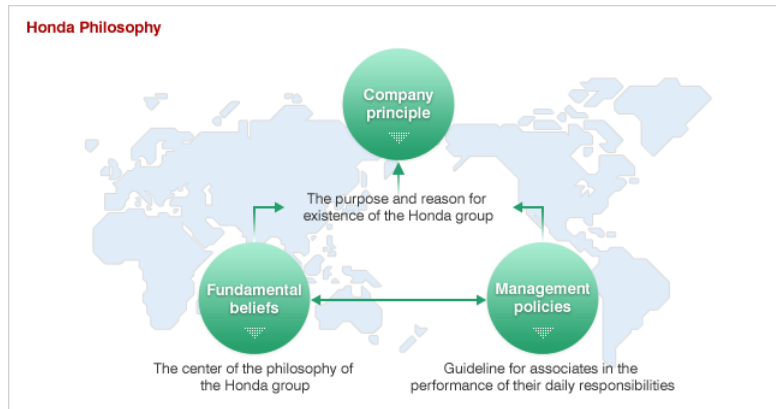 Honda Philosophy
Company
principle
The purpose and reason for
existence of the Honda group
Fundamental
beliefs
Management
policies
The center of the philosophy of
the Honda group
Guideline for associates in the
performance of their daily responsibilities